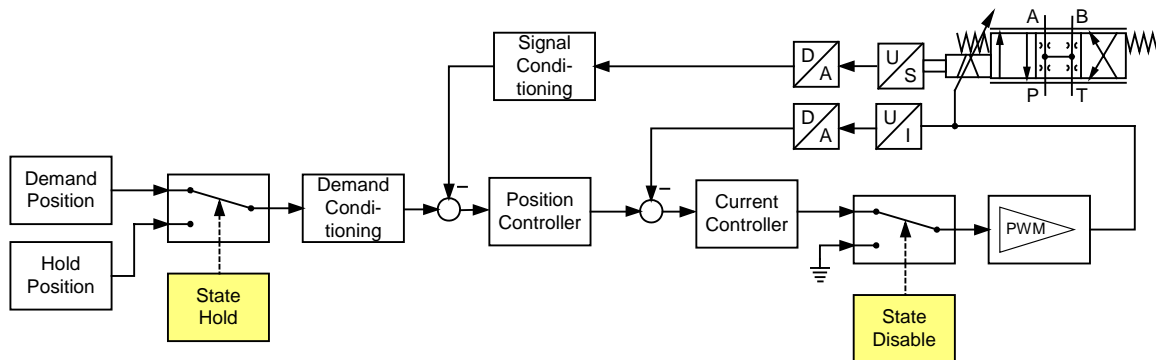 A B
Signal
Condi-
tioning
D
A
U
S
P T
D
A
U
I
Demand
Position
Demand
Condi-
tioning
–
Position
Controller
–
Current
Controller
PWM
Hold
Position
State
Hold
State
Disable